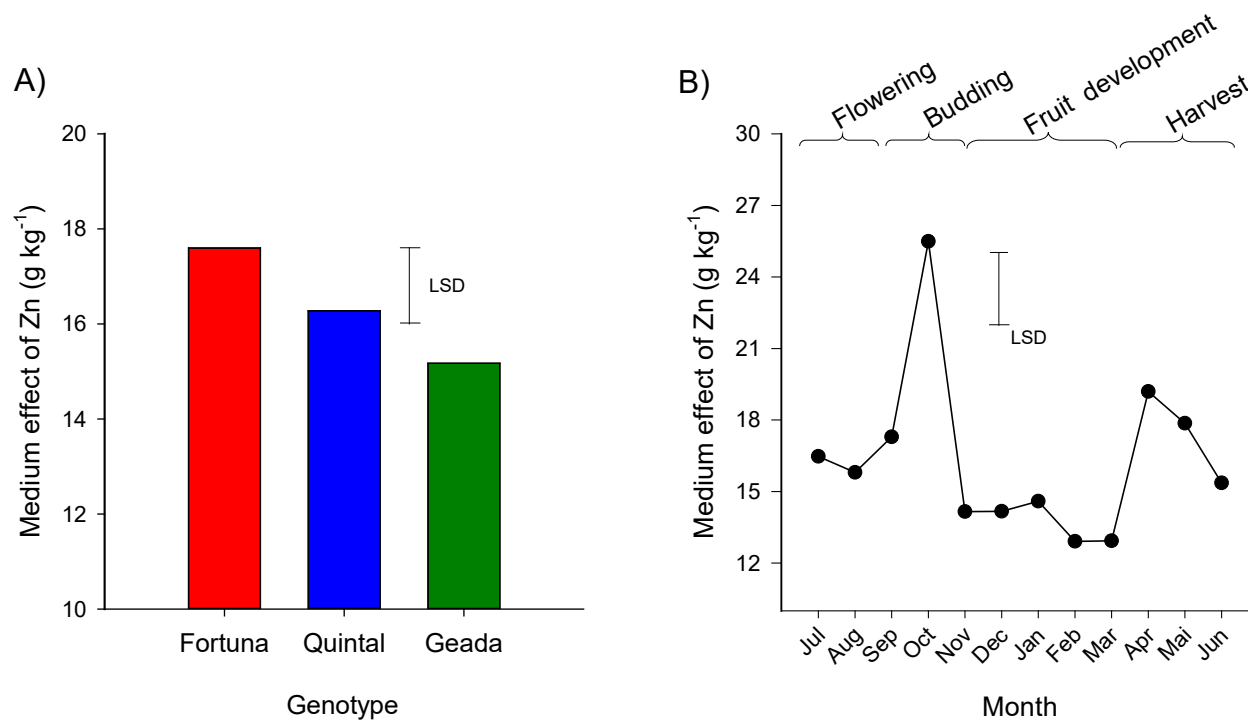 A)
Medium effect of Zn (g kg⁻¹)
20
18
16
14
12
10
LSD
Fortuna Quintal Geada
Genotype
B)
Flowering Budding Fruit development Harvest
Medium effect of Zn (g kg⁻¹)
30
27
24
21
18
15
12
LSD
Jul Aug Sep Oct Nov Dec Jan Feb Mar Apr Mai Jun
Month